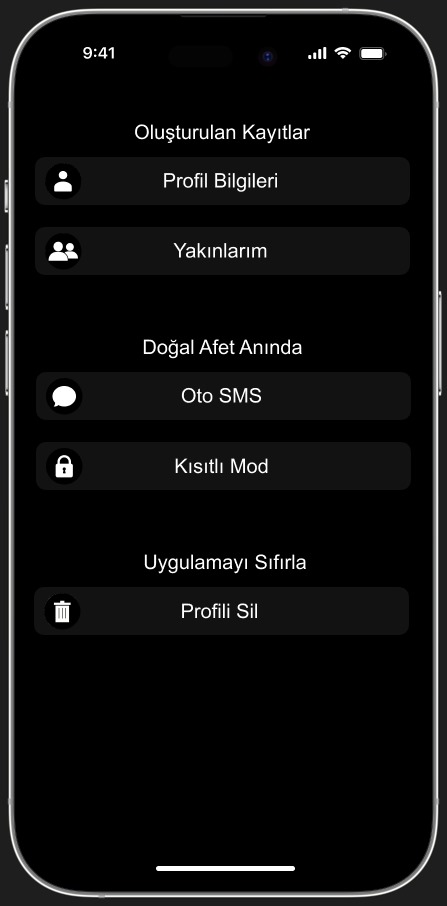 9:41
Oluşturulan Kayıtlar
Profil Bilgileri
Yakınlarım
Doğal Afet Anında
Oto SMS
Kısıtlı Mod
Uygulamayı Sıfırla
Profili Sil